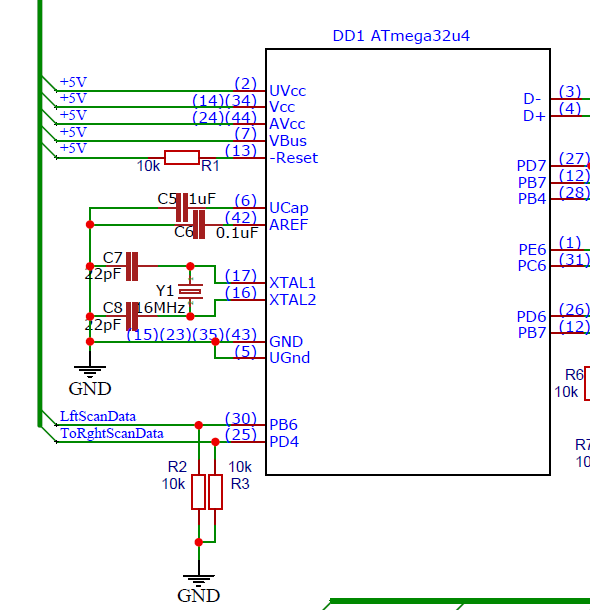 DD1 ATmega32u4
+5V (2) UVcc
+5V (14)(34) Vcc
+5V (24)(44) AVcc
+5V (7) VBus
+5V (13) -Reset
10k R1
C5 1uF (6) UCap
(42) AREF
C6 0.1uF
C7
22pF
(17) XTAL1
Y1 (16) XTAL2
C8 16MHz
22pF
(15)(23)(35)(43) GND
(5) UGnd
GND
LftScanData (30) PB6
ToRghtScanData (25) PD4
R2 10k
10k R3
GND
D- (3)
D+ (4)
PD7 (27)
PB7 (12)
PB4 (28)
PE6 (1)
PC6 (31)
PD6 (26)
PB7 (12)
R6
10k